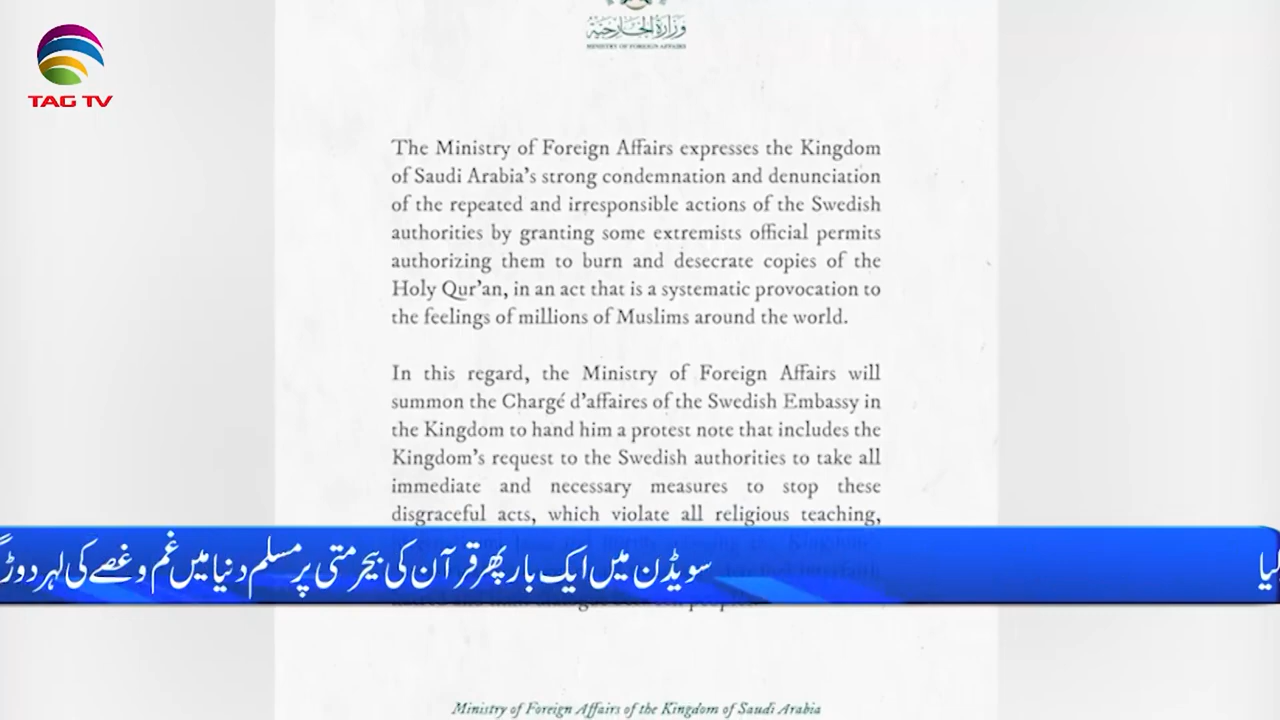 TAG TV
وزارة الخارجية
MINISTRY OF FOREIGN AFFAIRS
The Ministry of Foreign Affairs expresses the Kingdom
of Saudi Arabia's strong condemnation and denunciation
of the repeated and irresponsible actions of the Swedish
authorities by granting some extremists official permits
authorizing them to burn and desecrate copies of the
Holy Qur'an, in an act that is a systematic provocation to
the feelings of millions of Muslims around the world.
In this regard, the Ministry of Foreign Affairs will
summon the Chargé d'affaires of the Swedish Embassy in
the Kingdom to hand him a protest note that includes the
Kingdom's request to the Swedish authorities to take all
immediate and necessary measures to stop these
disgraceful acts, which violate all religious teaching,
سویڈن میں ایک بار پھر قرآن کی بیحرمتی پر مسلم دنیا میں غم و غصے کی لہر دوڑ
Ministry of Foreign Affairs of the Kingdom of Saudi Arabia